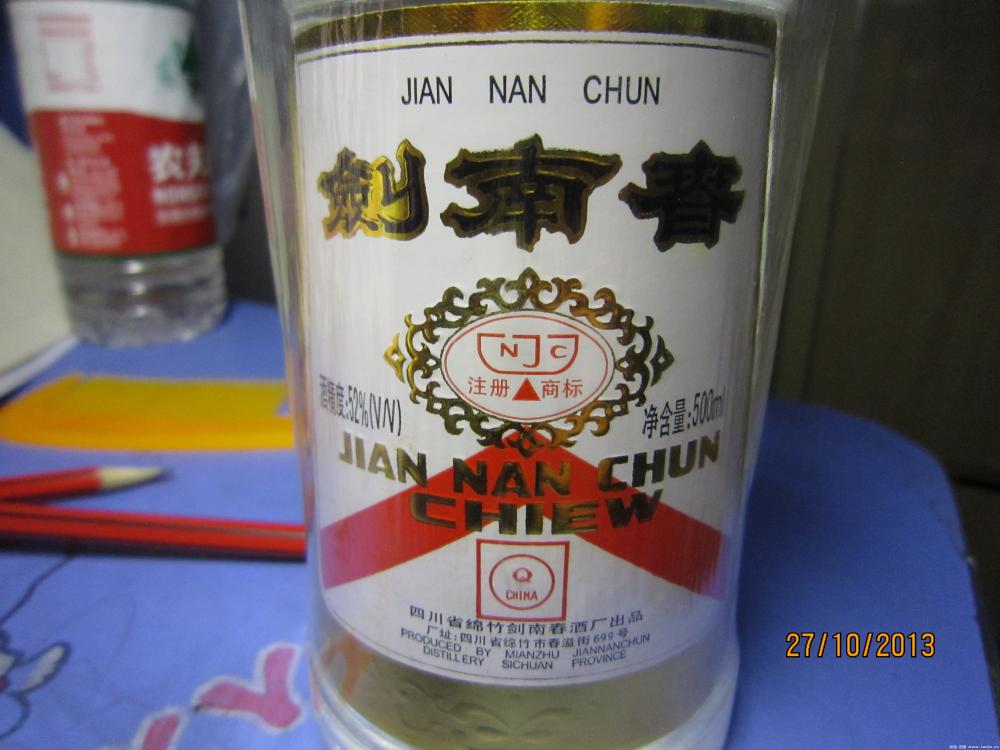 JIAN NAN CHUN
劍南春
NJC
注册 商标
酒精度:52%(V/V)
净含量:500ml
JIAN NAN CHUN
CHIEW
Q
CHINA
四川省绵竹剑南春酒厂出品
厂址:四川省绵竹市春溢街699号
PRODUCED BY MIANZHU JIANNANCHUN
DISTILLERY SICHUAN PROVINCE
农夫
27/10/2013